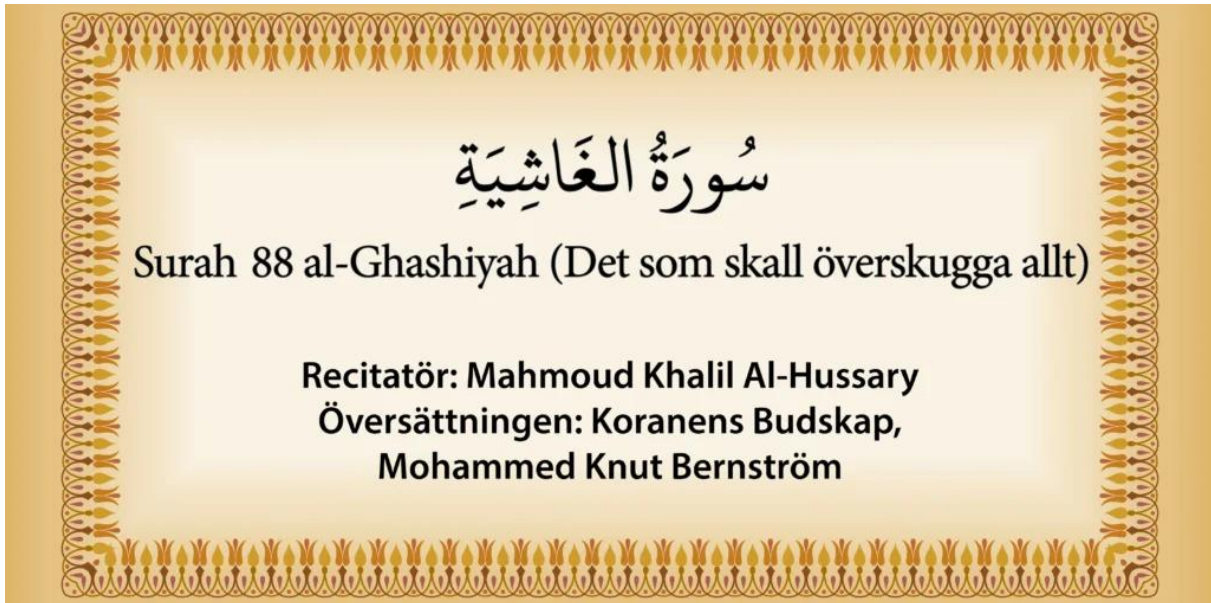 سُورَةُ الغَاشِيَةِ
Surah 88 al-Ghashiyah (Det som skall överskugga allt)
Recitatör: Mahmoud Khalil Al-Hussary
Översättningen: Koranens Budskap,
Mohammed Knut Bernström